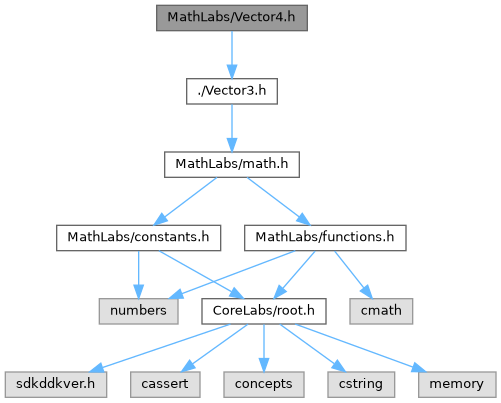 MathLabs/Vector4.h
./Vector3.h
MathLabs/math.h
MathLabs/constants.h
MathLabs/functions.h
numbers
CoreLabs/root.h
cmath
sdkddkver.h
cassert
concepts
cstring
memory